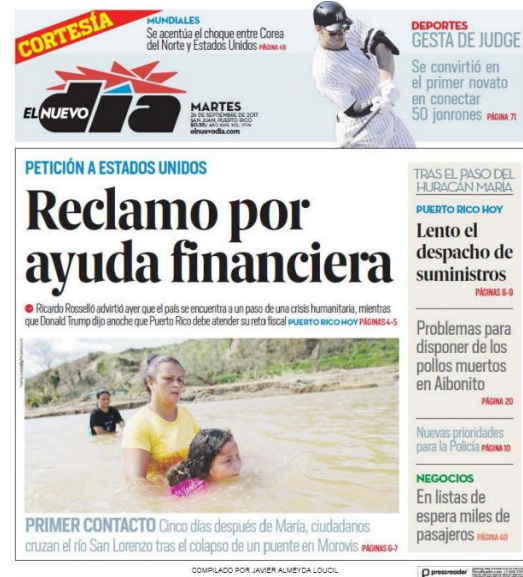 CORTESÍA
MUNDIALES
Se acentúa el choque entre Corea
del Norte y Estados Unidos PÁGINA 48
DEPORTES
GESTA DE JUDGE
Se convirtió en
el primer novato
en conectar
50 jonrones PÁGINA 71
EL NUEVO día
MARTES
26 DE SEPTIEMBRE DE 2017
SAN JUAN, PUERTO RICO
elnuevodia.com
PETICIÓN A ESTADOS UNIDOS
Reclamo por
ayuda financiera
Ricardo Rosselló advirtió ayer que el país se encuentra a un paso de una crisis humanitaria, mientras
que Donald Trump dijo anoche que Puerto Rico debe atender su reto fiscal PUERTO RICO HOY PÁGINAS 4-5
PRIMER CONTACTO Cinco días después de María, ciudadanos
cruzan el río San Lorenzo tras el colapso de un puente en Morovis PÁGINAS 6-7
TRAS EL PASO DEL
HURACÁN MARÍA
PUERTO RICO HOY
Lento el
despacho de
suministros
PÁGINAS 8-9
Problemas para
disponer de los
pollos muertos
en Aibonito
PÁGINA 20
Nuevas prioridades
para la Policía PÁGINA 10
NEGOCIOS
En listas de
espera miles de
pasajeros PÁGINA 40
COMPILADO POR JAVIER ALMEYDA LOUCIL
pressreader